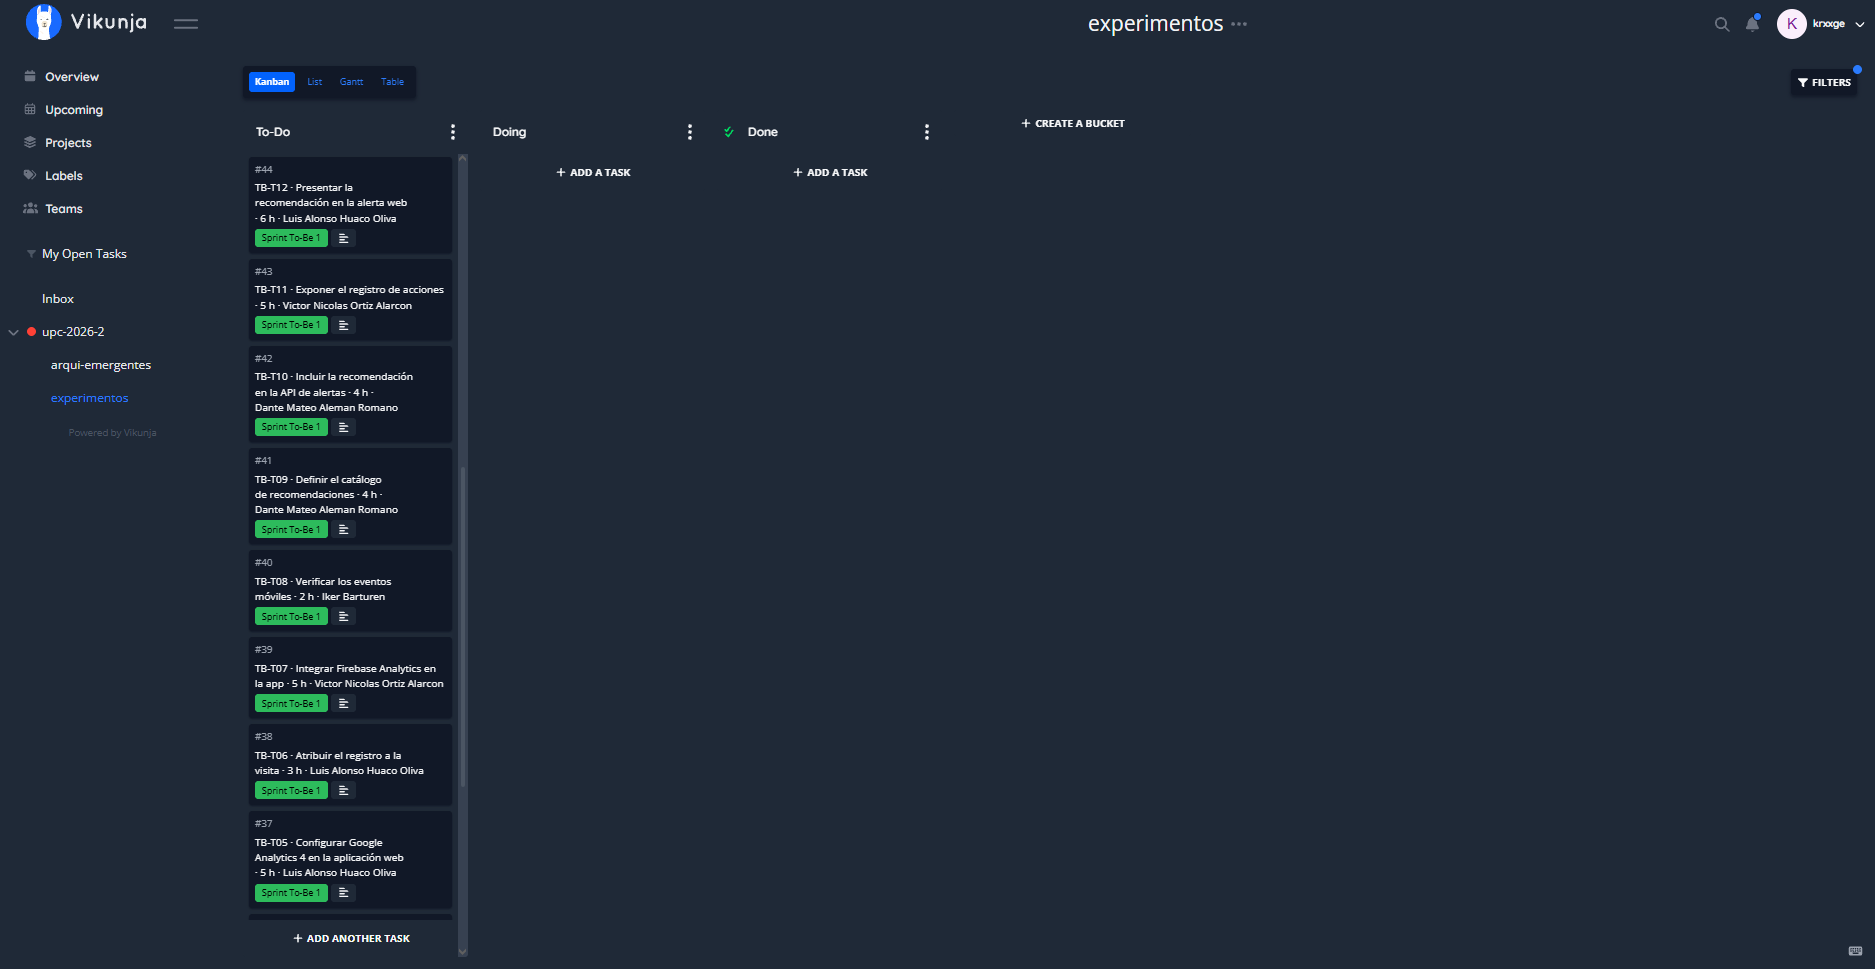 Vikunja
experimentos
K
krxxge
Overview
Upcoming
Projects
Labels
Teams
My Open Tasks
Inbox
upc-2026-2
arqui-emergentes
experimentos
Powered by Vikunja
Kanban
List
Gantt
Table
FILTERS
To-Do
#44
TB-T12 · Presentar la
recomendación en la alerta web
· 6 h · Luis Alonso Huaco Oliva
Sprint To-Be 1
#43
TB-T11 · Exponer el registro de acciones
· 5 h · Victor Nicolas Ortiz Alarcon
Sprint To-Be 1
#42
TB-T10 · Incluir la recomendación
en la API de alertas · 4 h ·
Dante Mateo Aleman Romano
Sprint To-Be 1
#41
TB-T09 · Definir el catálogo
de recomendaciones · 4 h ·
Dante Mateo Aleman Romano
Sprint To-Be 1
#40
TB-T08 · Verificar los eventos
móviles · 2 h · Iker Barturen
Sprint To-Be 1
#39
TB-T07 · Integrar Firebase Analytics en
la app · 5 h · Victor Nicolas Ortiz Alarcon
Sprint To-Be 1
#38
TB-T06 · Atribuir el registro a la
visita · 3 h · Luis Alonso Huaco Oliva
Sprint To-Be 1
#37
TB-T05 · Configurar Google
Analytics 4 en la aplicación web
· 5 h · Luis Alonso Huaco Oliva
Sprint To-Be 1
+ ADD ANOTHER TASK
Doing
+ ADD A TASK
Done
+ ADD A TASK
+ CREATE A BUCKET